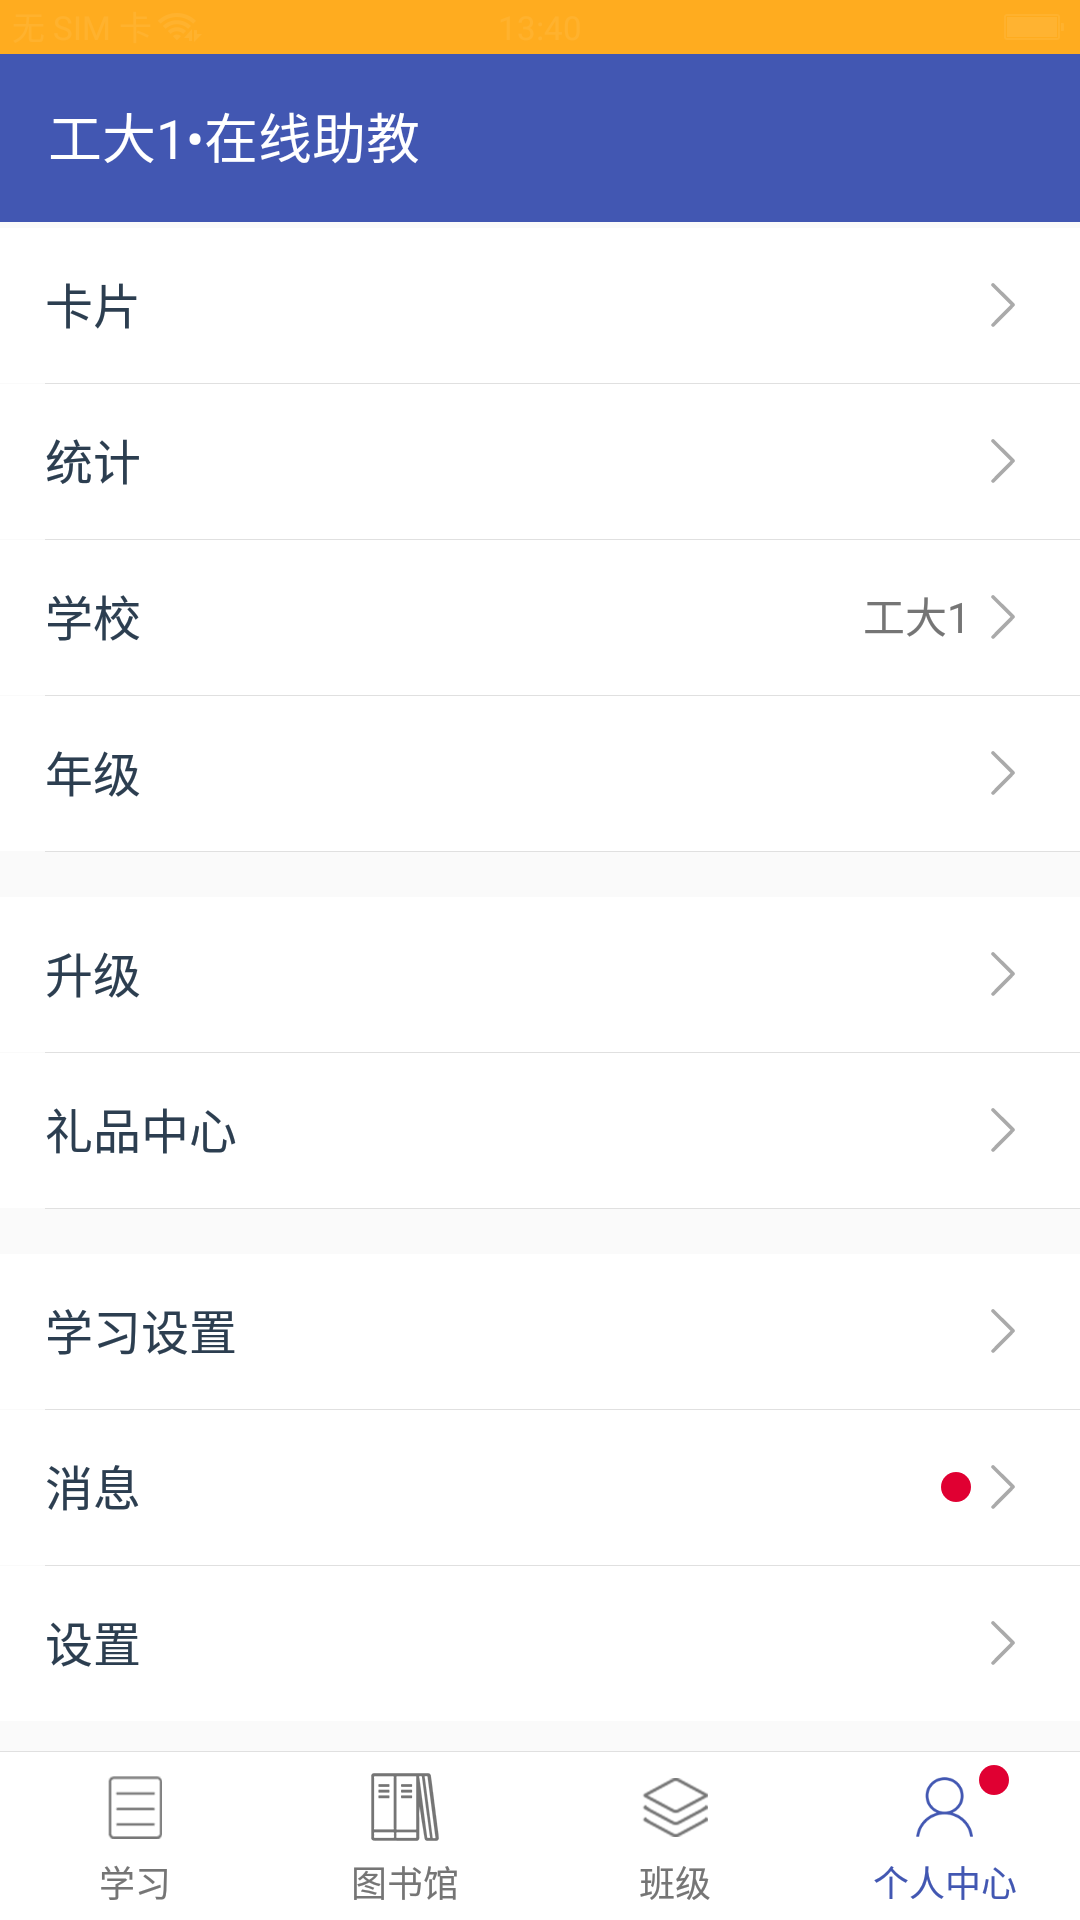 无 SIM 卡 13:40
工大1•在线助教
卡片
统计
学校 工大1
年级
升级
礼品中心
学习设置
消息
设置
学习 图书馆 班级 个人中心